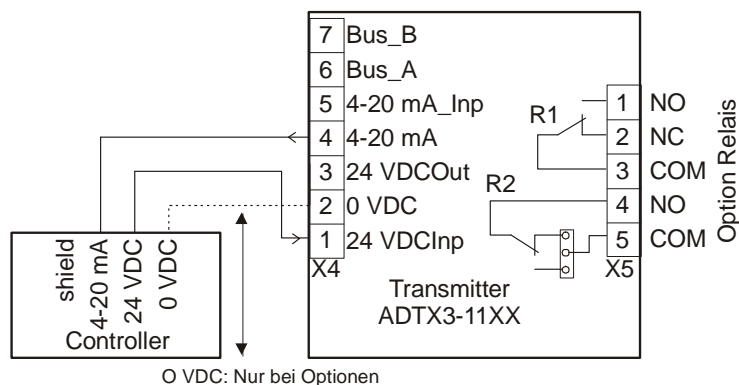 7 Bus_B
6 Bus_A
5 4-20 mA_Inp
4 4-20 mA
3 24 VDCOut
2 0 VDC
1 24 VDCInp
X4
R1
R2
1 NO
2 NC
3 COM
4 NO
5 COM
X5
Option Relais
Transmitter
ADTX3-11XX
shield
4-20 mA
24 VDC
0 VDC
Controller
O VDC: Nur bei Optionen